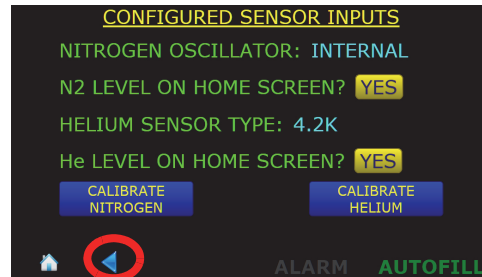 CONFIGURED SENSOR INPUTS
NITROGEN OSCILLATOR: INTERNAL
N2 LEVEL ON HOME SCREEN? YES
HELIUM SENSOR TYPE: 4.2K
He LEVEL ON HOME SCREEN? YES
CALIBRATE
NITROGEN
CALIBRATE
HELIUM
ALARM AUTOFILL